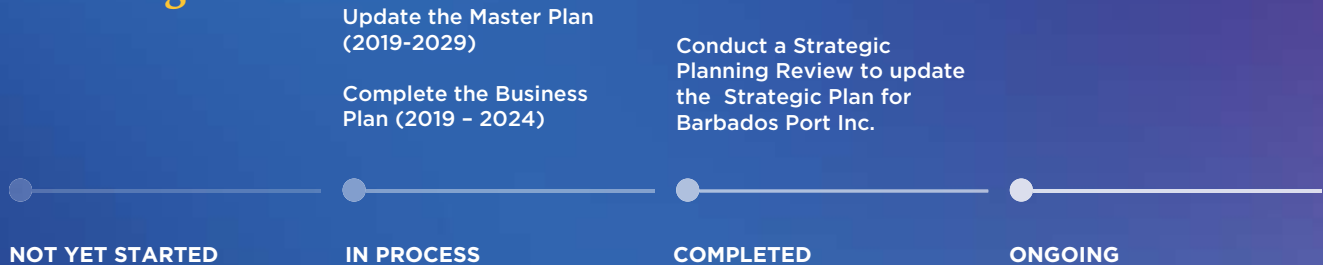 Update the Master Plan
(2019-2029)
Complete the Business
Plan (2019 – 2024)
Conduct a Strategic
Planning Review to update
the Strategic Plan for
Barbados Port Inc.
NOT YET STARTED
IN PROCESS
COMPLETED
ONGOING